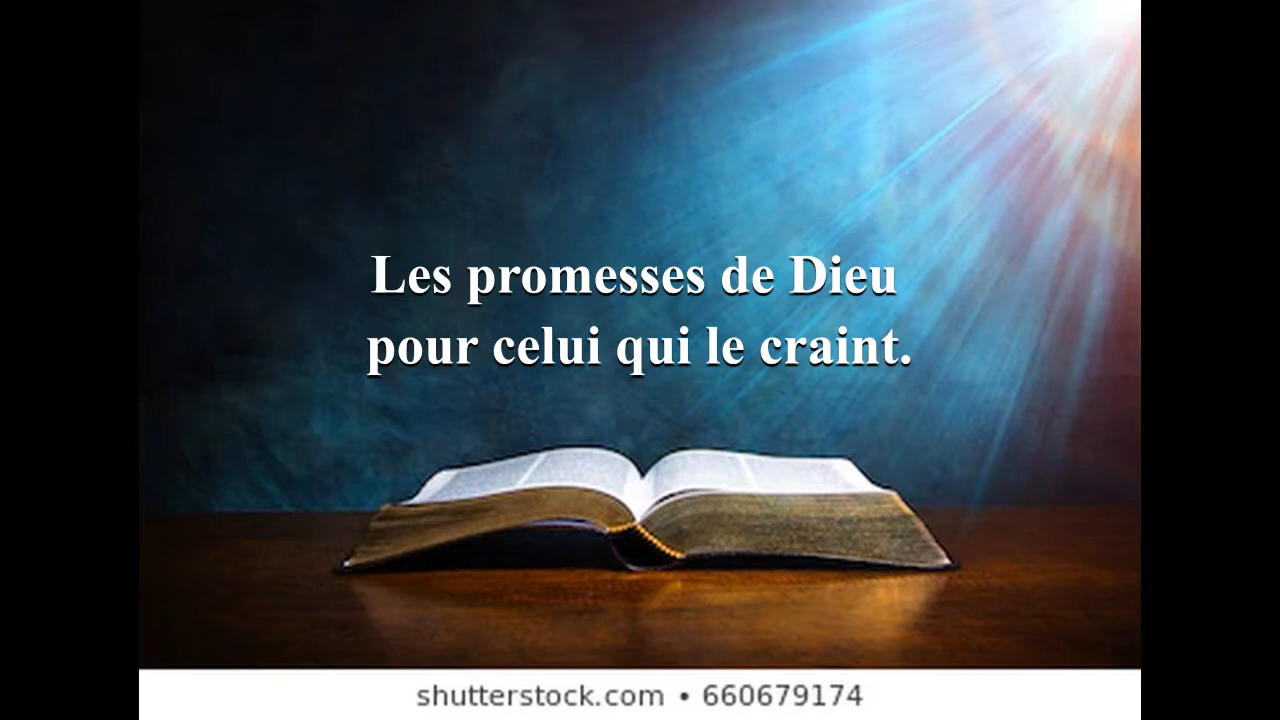 Les promesses de Dieu
pour celui qui le craint.
shutterstock.com • 660679174